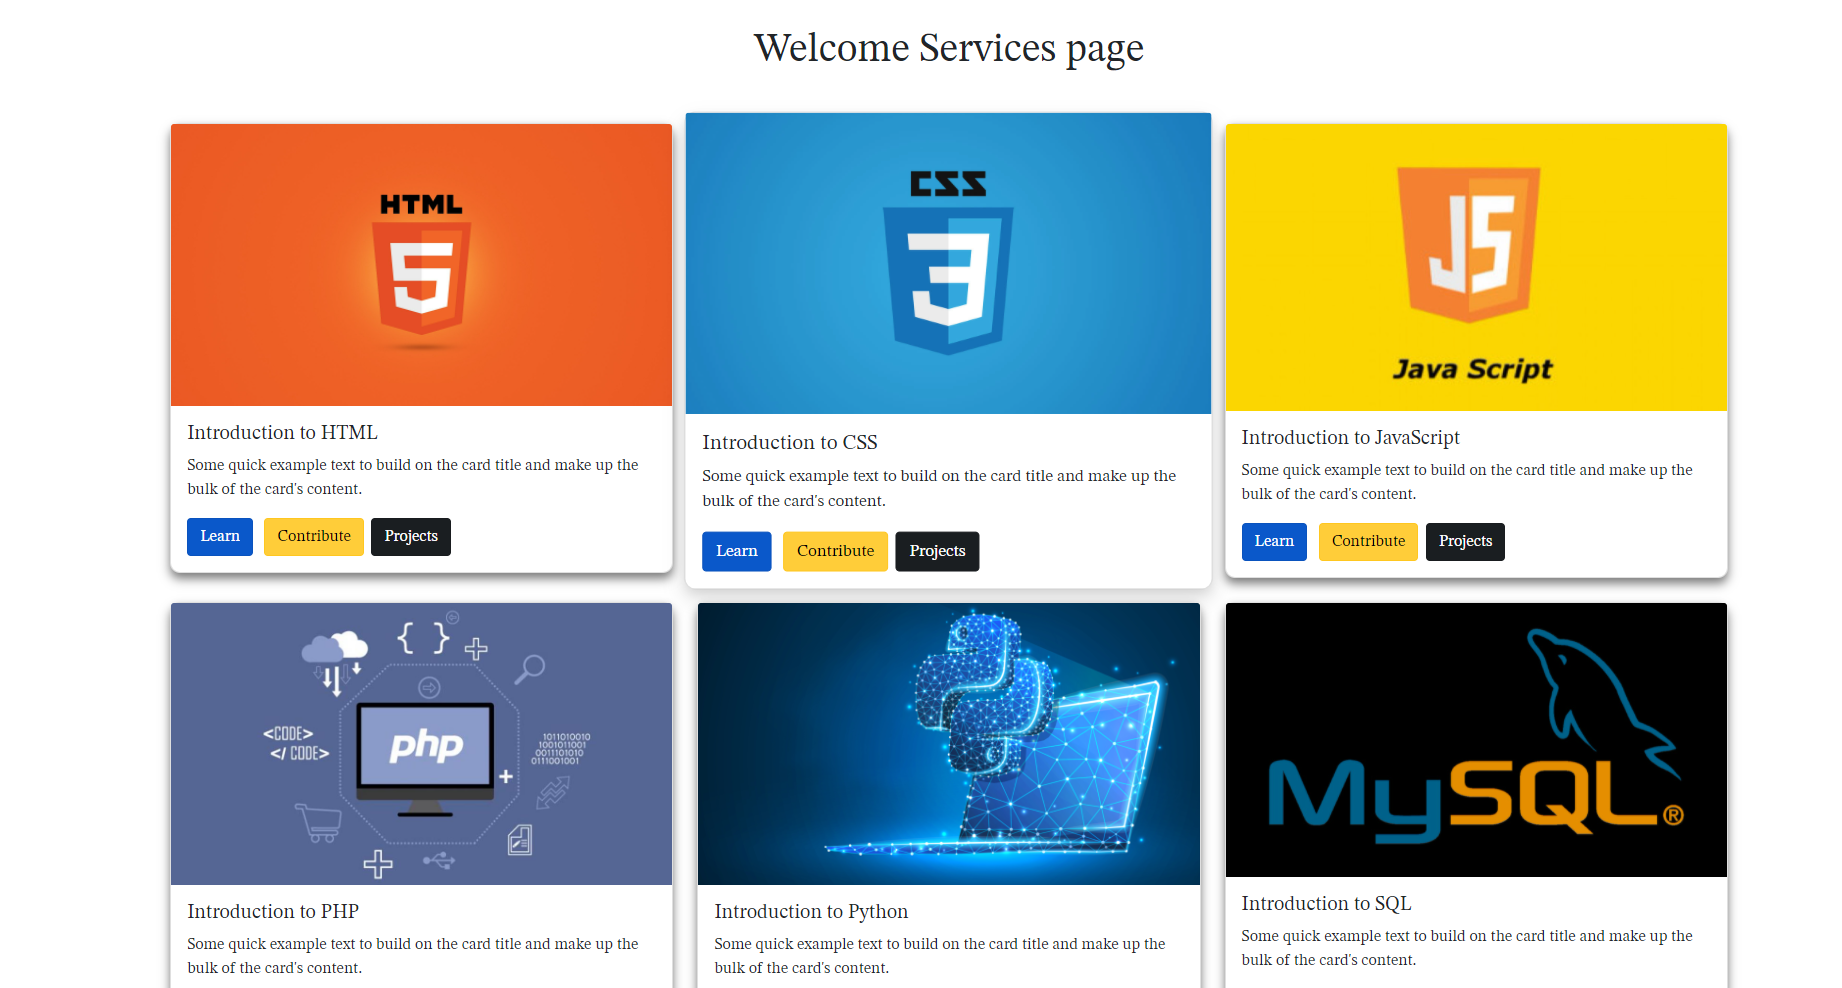 Welcome Services page
HTML
5
Introduction to HTML
Some quick example text to build on the card title and make up the
bulk of the card's content.
Learn Contribute Projects
CSS
3
Introduction to CSS
Some quick example text to build on the card title and make up the
bulk of the card's content.
Learn Contribute Projects
JS
Java Script
Introduction to JavaScript
Some quick example text to build on the card title and make up the
bulk of the card's content.
Learn Contribute Projects
{ }
<CODE>
</ CODE>
php
1011010010
1001011001
0011101010
0111001001
Introduction to PHP
Some quick example text to build on the card title and make up the
bulk of the card's content.
Introduction to Python
Some quick example text to build on the card title and make up the
bulk of the card's content.
MySQL®
Introduction to SQL
Some quick example text to build on the card title and make up the
bulk of the card's content.